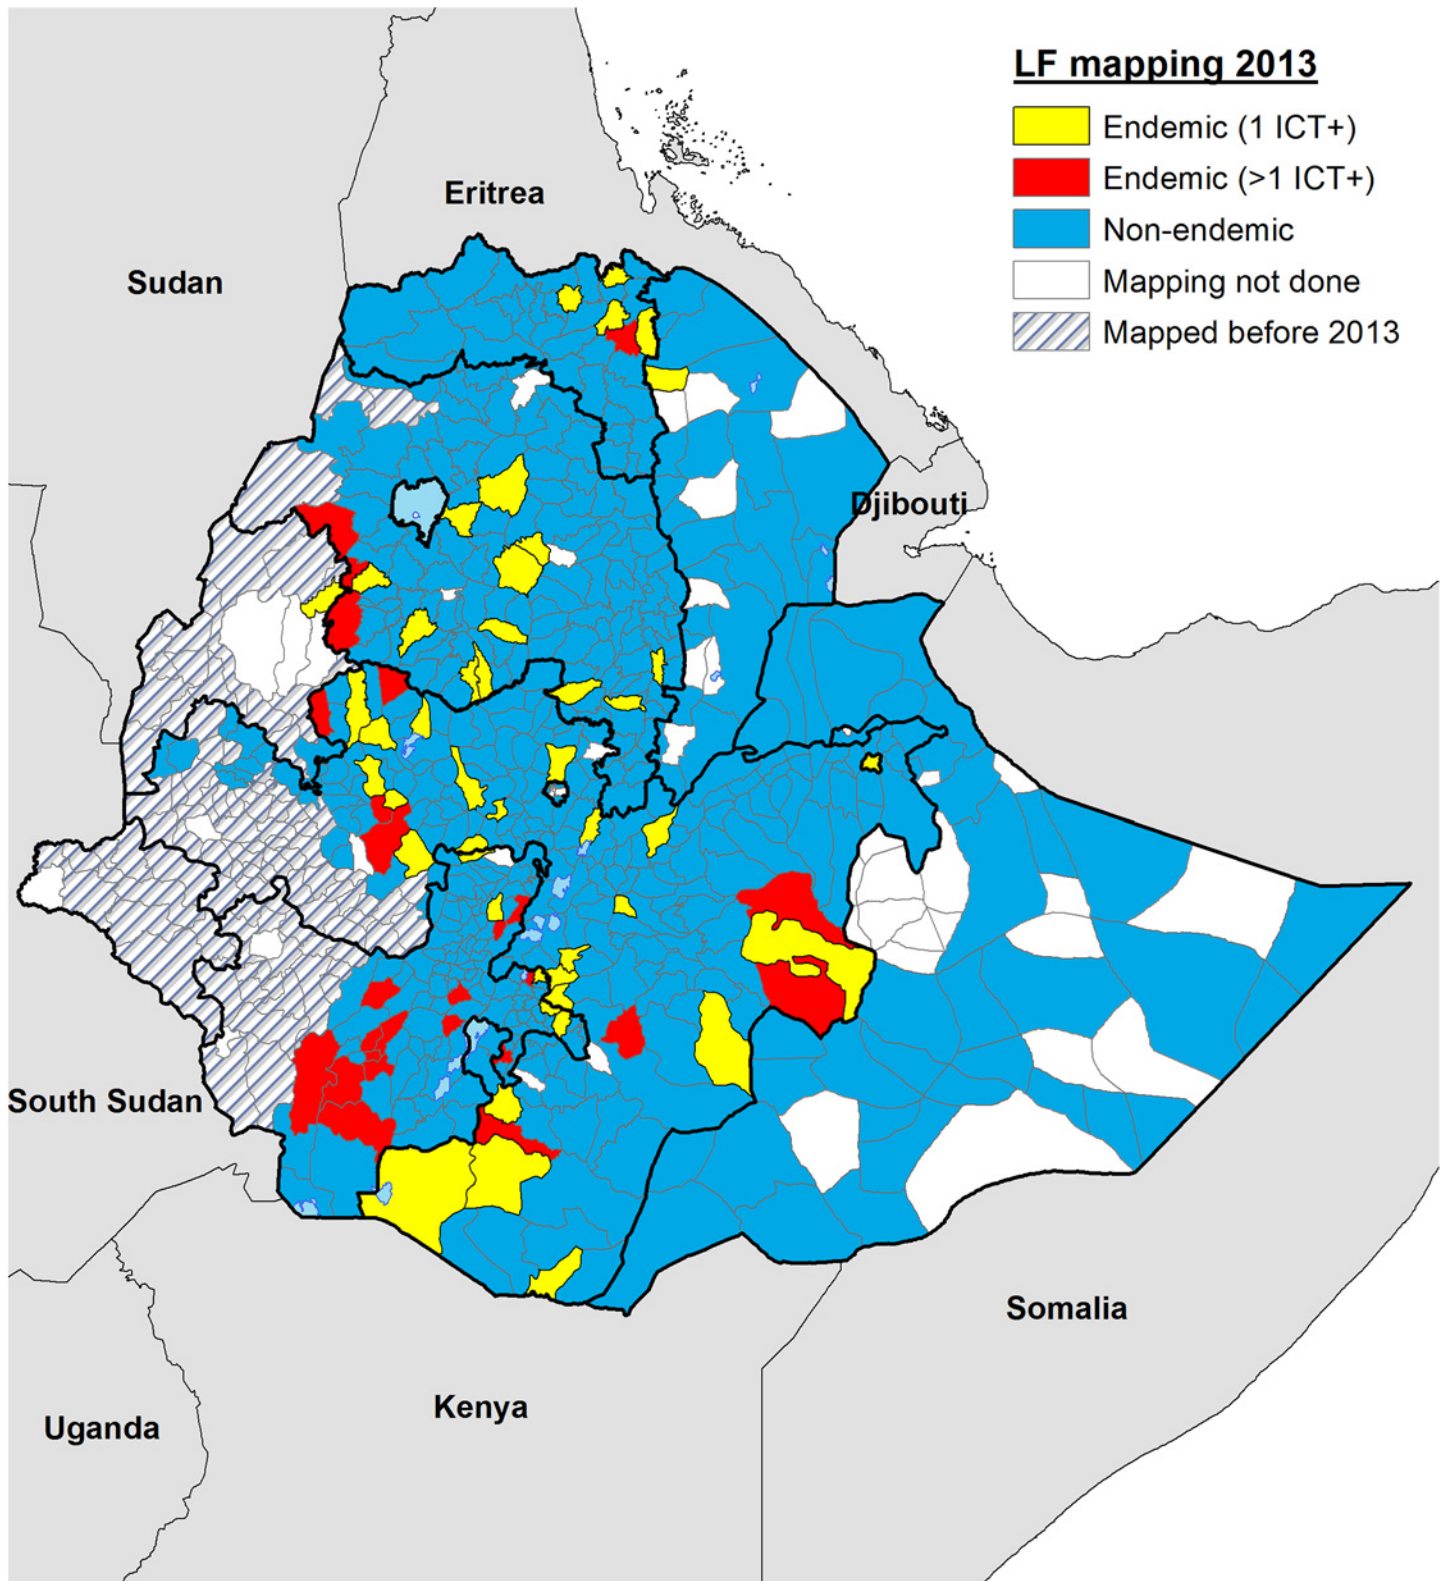 LF mapping 2013
Endemic (1 ICT+)
Endemic (>1 ICT+)
Non-endemic
Mapping not done
Mapped before 2013
Eritrea
Sudan
Djibouti
South Sudan
Somalia
Kenya
Uganda